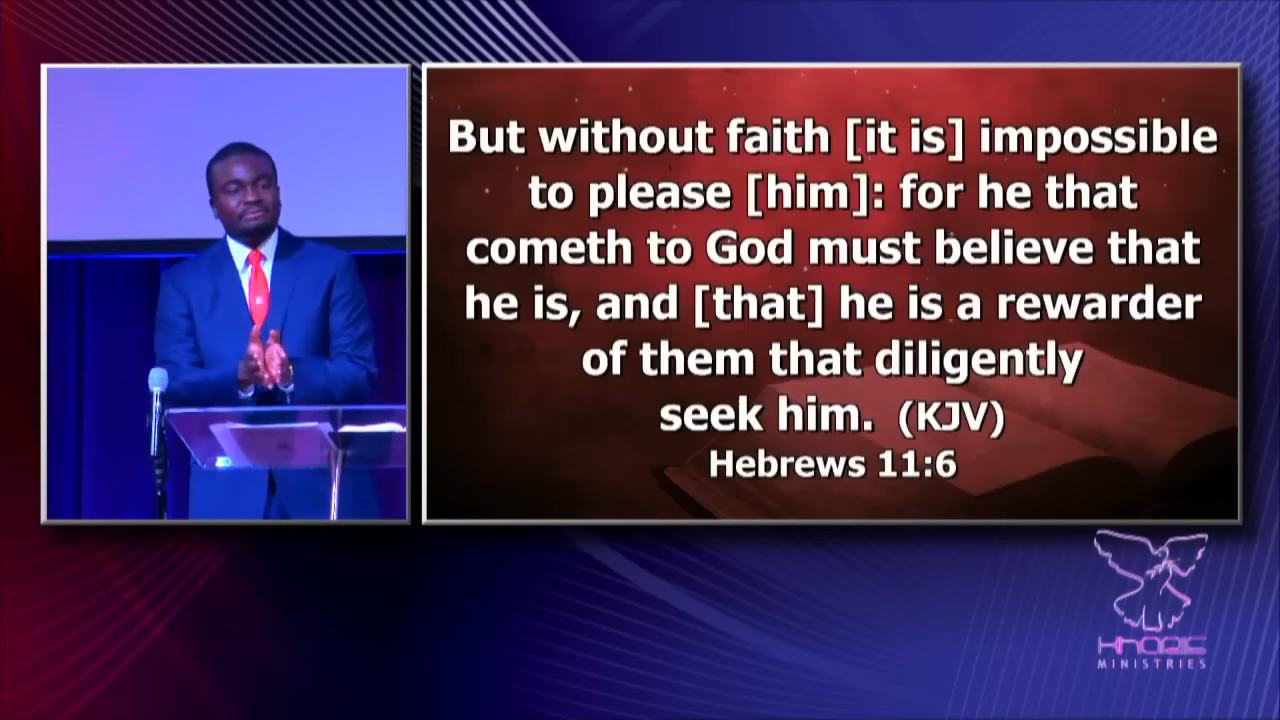 But without faith [it is] impossible
to please [him]: for he that
cometh to God must believe that
he is, and [that] he is a rewarder
of them that diligently
seek him. (KJV)
Hebrews 11:6
KHARIS
MINISTRIES